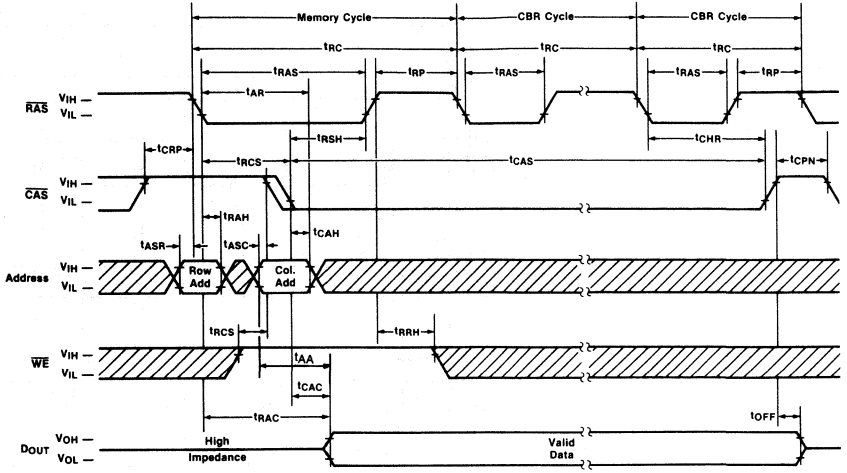 Memory Cycle CBR Cycle CBR Cycle
tRC tRC tRC
tRAS tRP tRAS tRAS tRP
tAR
RAS VIH
VIL
tRSH tCHR
tCRP tRCS tCAS tCPN
CAS VIH
VIL
tRAH tCAH
tASR tASC
Address VIH Row Add Col. Add
VIL
tRCS tRRH
WE VIH
VIL
tAA
tCAC
tRAC tOFF
DOUT VOH High Impedance Valid Data
VOL